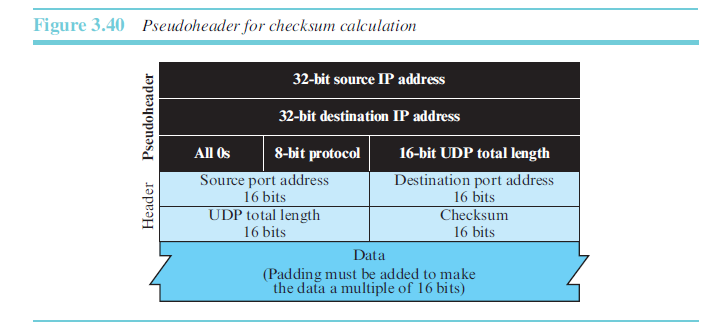 Figure 3.40 Pseudoheader for checksum calculation
Pseudoheader
32-bit source IP address
32-bit destination IP address
All 0s 8-bit protocol 16-bit UDP total length
Header
Source port address Destination port address
16 bits 16 bits
UDP total length Checksum
16 bits 16 bits
Data
(Padding must be added to make
the data a multiple of 16 bits)